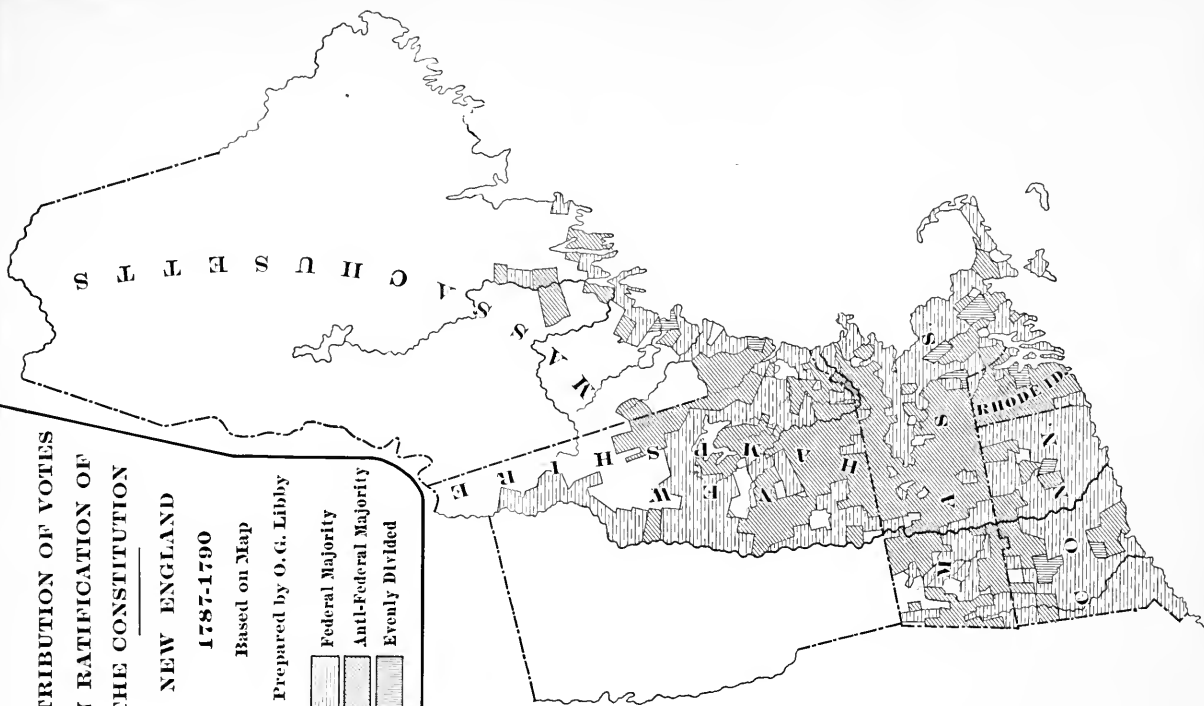 TRIBUTION OF VOTES
RATIFICATION OF
THE CONSTITUTION
NEW ENGLAND
1787-1790
Based on Map
Prepared by O.G. Libby
Federal Majority
Anti-Federal Majority
Evenly Divided
MASSACHUSETTS
NEW HAMPSHIRE
MASS.
RHODE ID.
CONN.